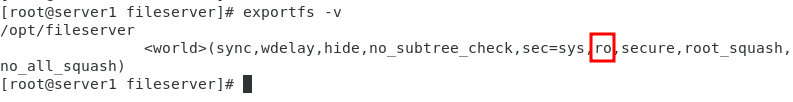 [root@server1 fileserver]# exportfs -v
/opt/fileserver
<world>(sync,wdelay,hide,no_subtree_check,sec=sys,ro,secure,root_squash,
no_all_squash)
[root@server1 fileserver]#